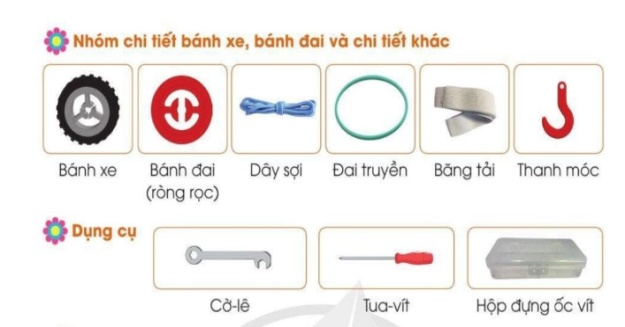 Nhóm chi tiết bánh xe, bánh đai và chi tiết khác
Bánh xe
Bánh đai
(ròng rọc)
Dây sợi
Đai truyền
Băng tải
Thanh móc
Dụng cụ
Cờ-lê
Tua-vít
Hộp đựng ốc vít